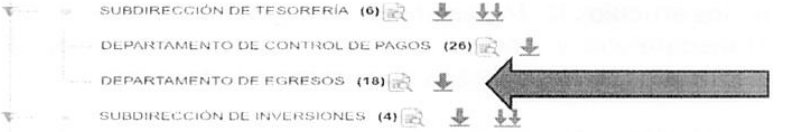 SUBDIRECCIÓN DE TESORERÍA (6)
DEPARTAMENTO DE CONTROL DE PAGOS (26)
DEPARTAMENTO DE EGRESOS (18)
SUBDIRECCIÓN DE INVERSIONES (4)